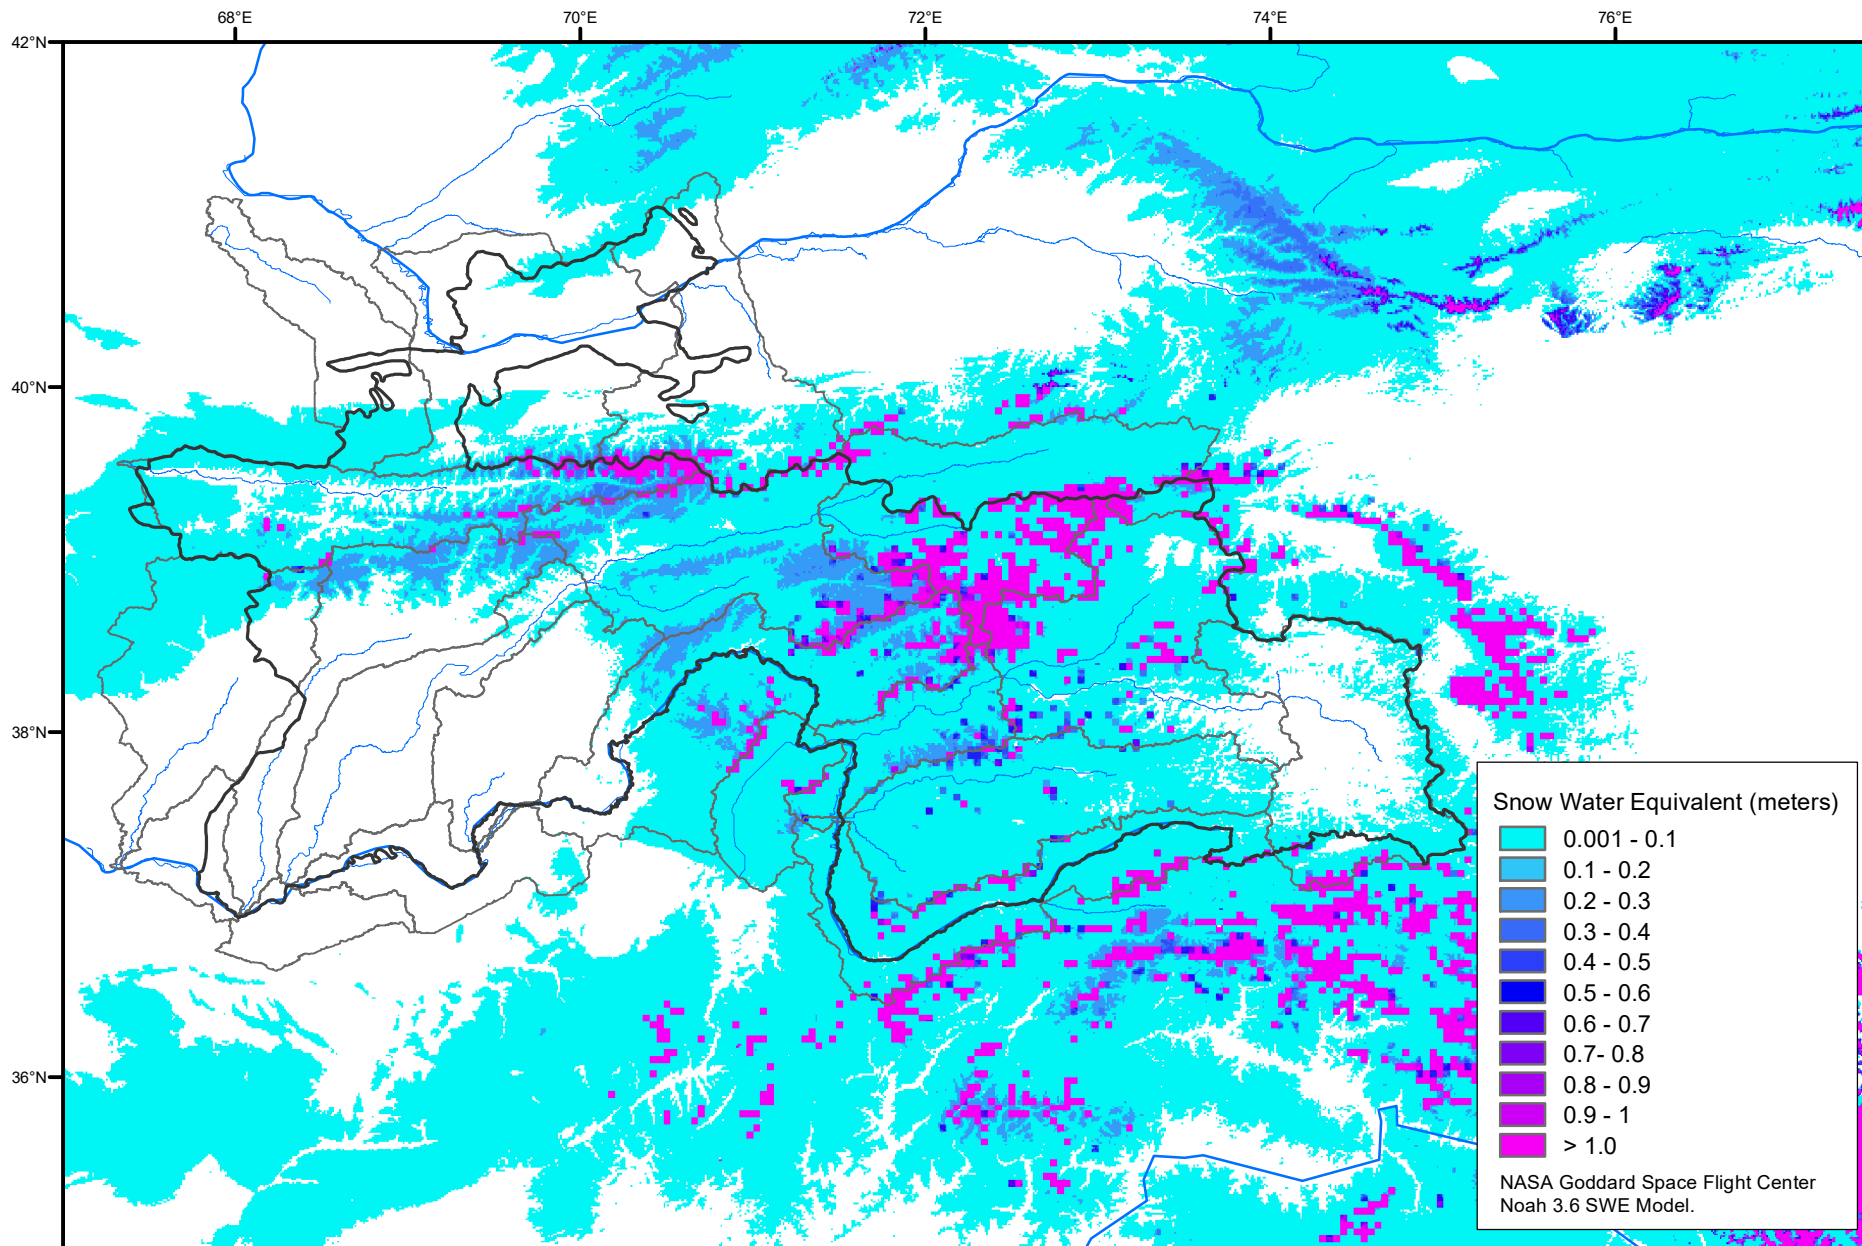 68°E 70°E 72°E 74°E 76°E
42°N
40°N
38°N
36°N
Snow Water Equivalent (meters)
0.001 - 0.1
0.1 - 0.2
0.2 - 0.3
0.3 - 0.4
0.4 - 0.5
0.5 - 0.6
0.6 - 0.7
0.7- 0.8
0.8 - 0.9
0.9 - 1
> 1.0
NASA Goddard Space Flight Center
Noah 3.6 SWE Model.